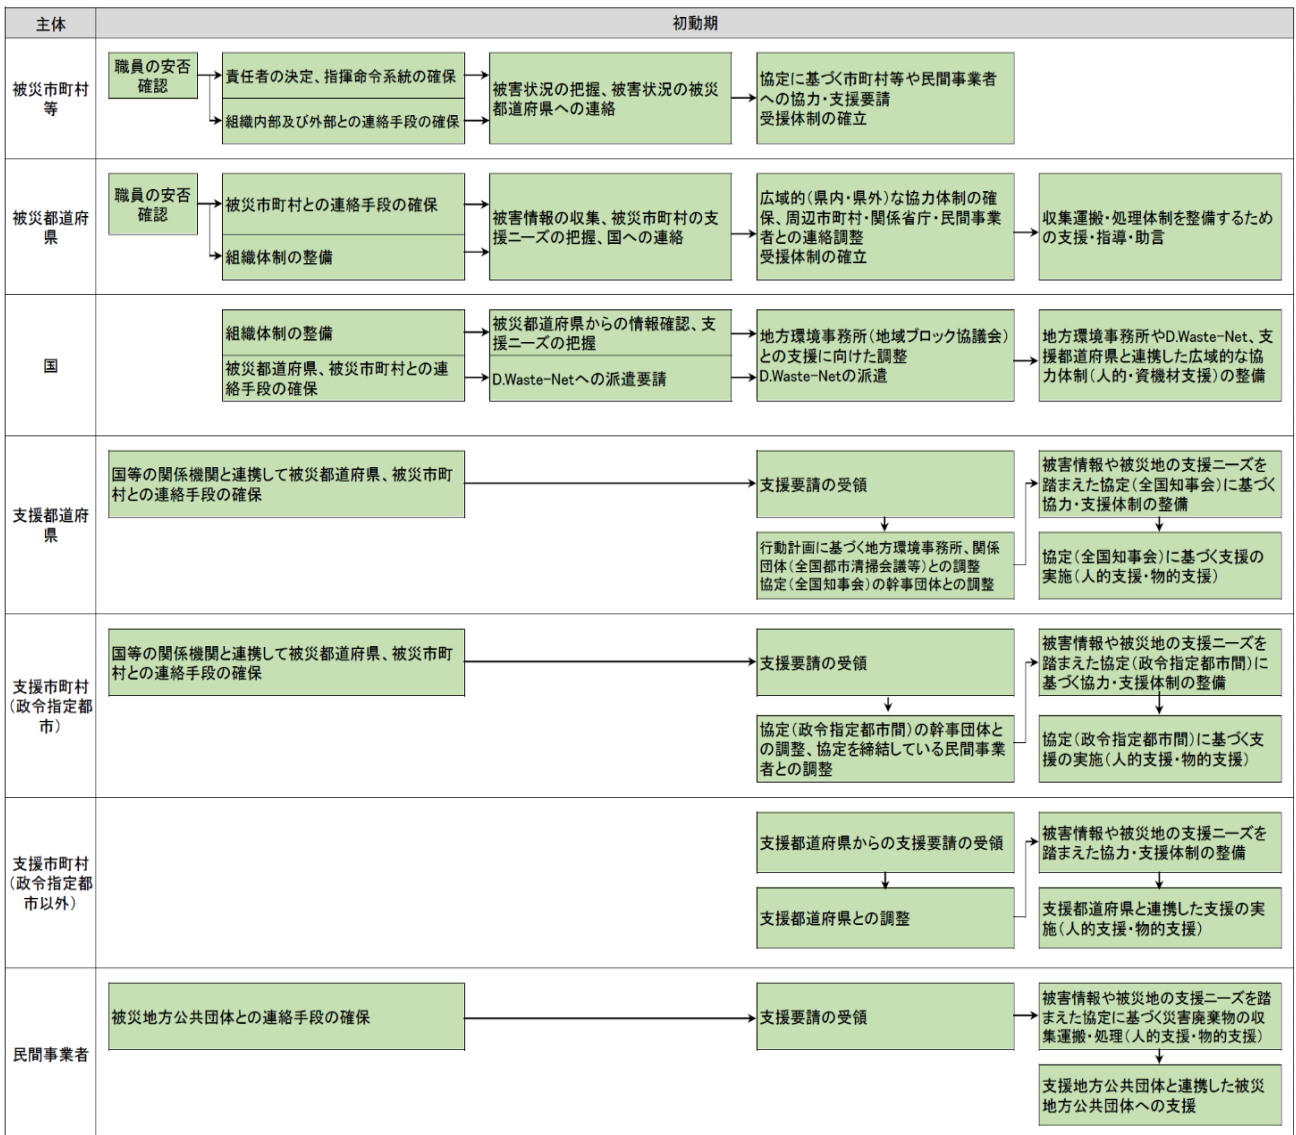 主体
初動期
被災市町村
等
職員の安否
確認
責任者の決定、指揮命令系統の確保
組織内部及び外部との連絡手段の確保
被害状況の把握、被害状況の被災
都道府県への連絡
協定に基づく市町村等や民間事業者
への協力・支援要請
受援体制の確立
被災都道府
県
職員の安否
確認
被災市町村との連絡手段の確保
組織体制の整備
被害情報の収集、被災市町村の支
援ニーズの把握、国への連絡
広域的（県内・県外）な協力体制の確
保、周辺市町村・関係省庁・民間事業
者との連絡調整
受援体制の確立
収集運搬・処理体制を整備するため
の支援・指導・助言
国
組織体制の整備
被災都道府県、被災市町村との連
絡手段の確保
被災都道府県からの情報確認、支
援ニーズの把握
D.Waste-Netへの派遣要請
地方環境事務所（地域ブロック協議会）
との支援に向けた調整
D.Waste-Netの派遣
地方環境事務所やD.Waste-Net、支
援都道府県と連携した広域的な協
力体制（人的・資機材支援）の整備
支援都道府
県
国等の関係機関と連携して被災都道府県、被災市町
村との連絡手段の確保
支援要請の受領
行動計画に基づく地方環境事務所、関係
団体（全国都市清掃会議等）との調整
協定（全国知事会）の幹事団体との調整
被害情報や被災地の支援ニーズを
踏まえた協定（全国知事会）に基づく
協力・支援体制の整備
協定（全国知事会）に基づく支援の
実施（人的支援・物的支援）
支援市町村
（政令指定都
市）
国等の関係機関と連携して被災都道府県、被災市町
村との連絡手段の確保
支援要請の受領
協定（政令指定都市間）の幹事団体と
の調整、協定を締結している民間事業
者との調整
被害情報や被災地の支援ニーズを
踏まえた協定（政令指定都市間）に
基づく協力・支援体制の整備
協定（政令指定都市間）に基づく支
援の実施（人的支援・物的支援）
支援市町村
（政令指定都
市以外）
支援都道府県からの支援要請の受領
支援都道府県との調整
被害情報や被災地の支援ニーズを
踏まえた協力・支援体制の整備
支援都道府県と連携した支援の実
施（人的支援・物的支援）
民間事業者
被災地方公共団体との連絡手段の確保
支援要請の受領
被害情報や被災地の支援ニーズを踏
まえた協定に基づく災害廃棄物の収
集運搬・処理（人的支援・物的支援）
支援地方公共団体と連携した被災
地方公共団体への支援